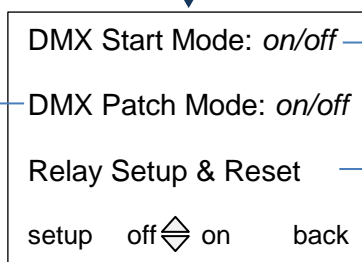 DMX Start Mode: on/off
DMX Patch Mode: on/off
Relay Setup & Reset
setup off on back